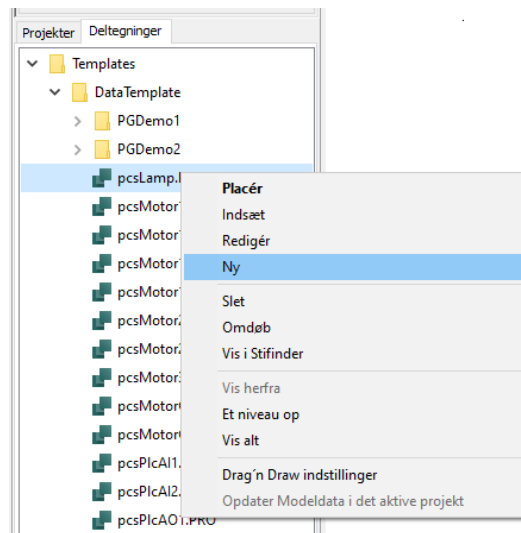 Projekter Deltegninger
Templates
DataTemplate
PGDemo1
PGDemo2
pcsLamp.
pcsMotor
pcsMotor
pcsMotor
pcsMotor
pcsMotor
pcsMotor
pcsMotor
pcsMotor
pcsMotor
pcsPlcAI1.
pcsPlcAI2.
pcsPlcAO1.PRO
Placér
Indsæt
Redigér
Ny
Slet
Omdøb
Vis i Stifinder
Vis herfra
Et niveau op
Vis alt
Drag´n Draw indstillinger
Opdater Modeldata i det aktive projekt